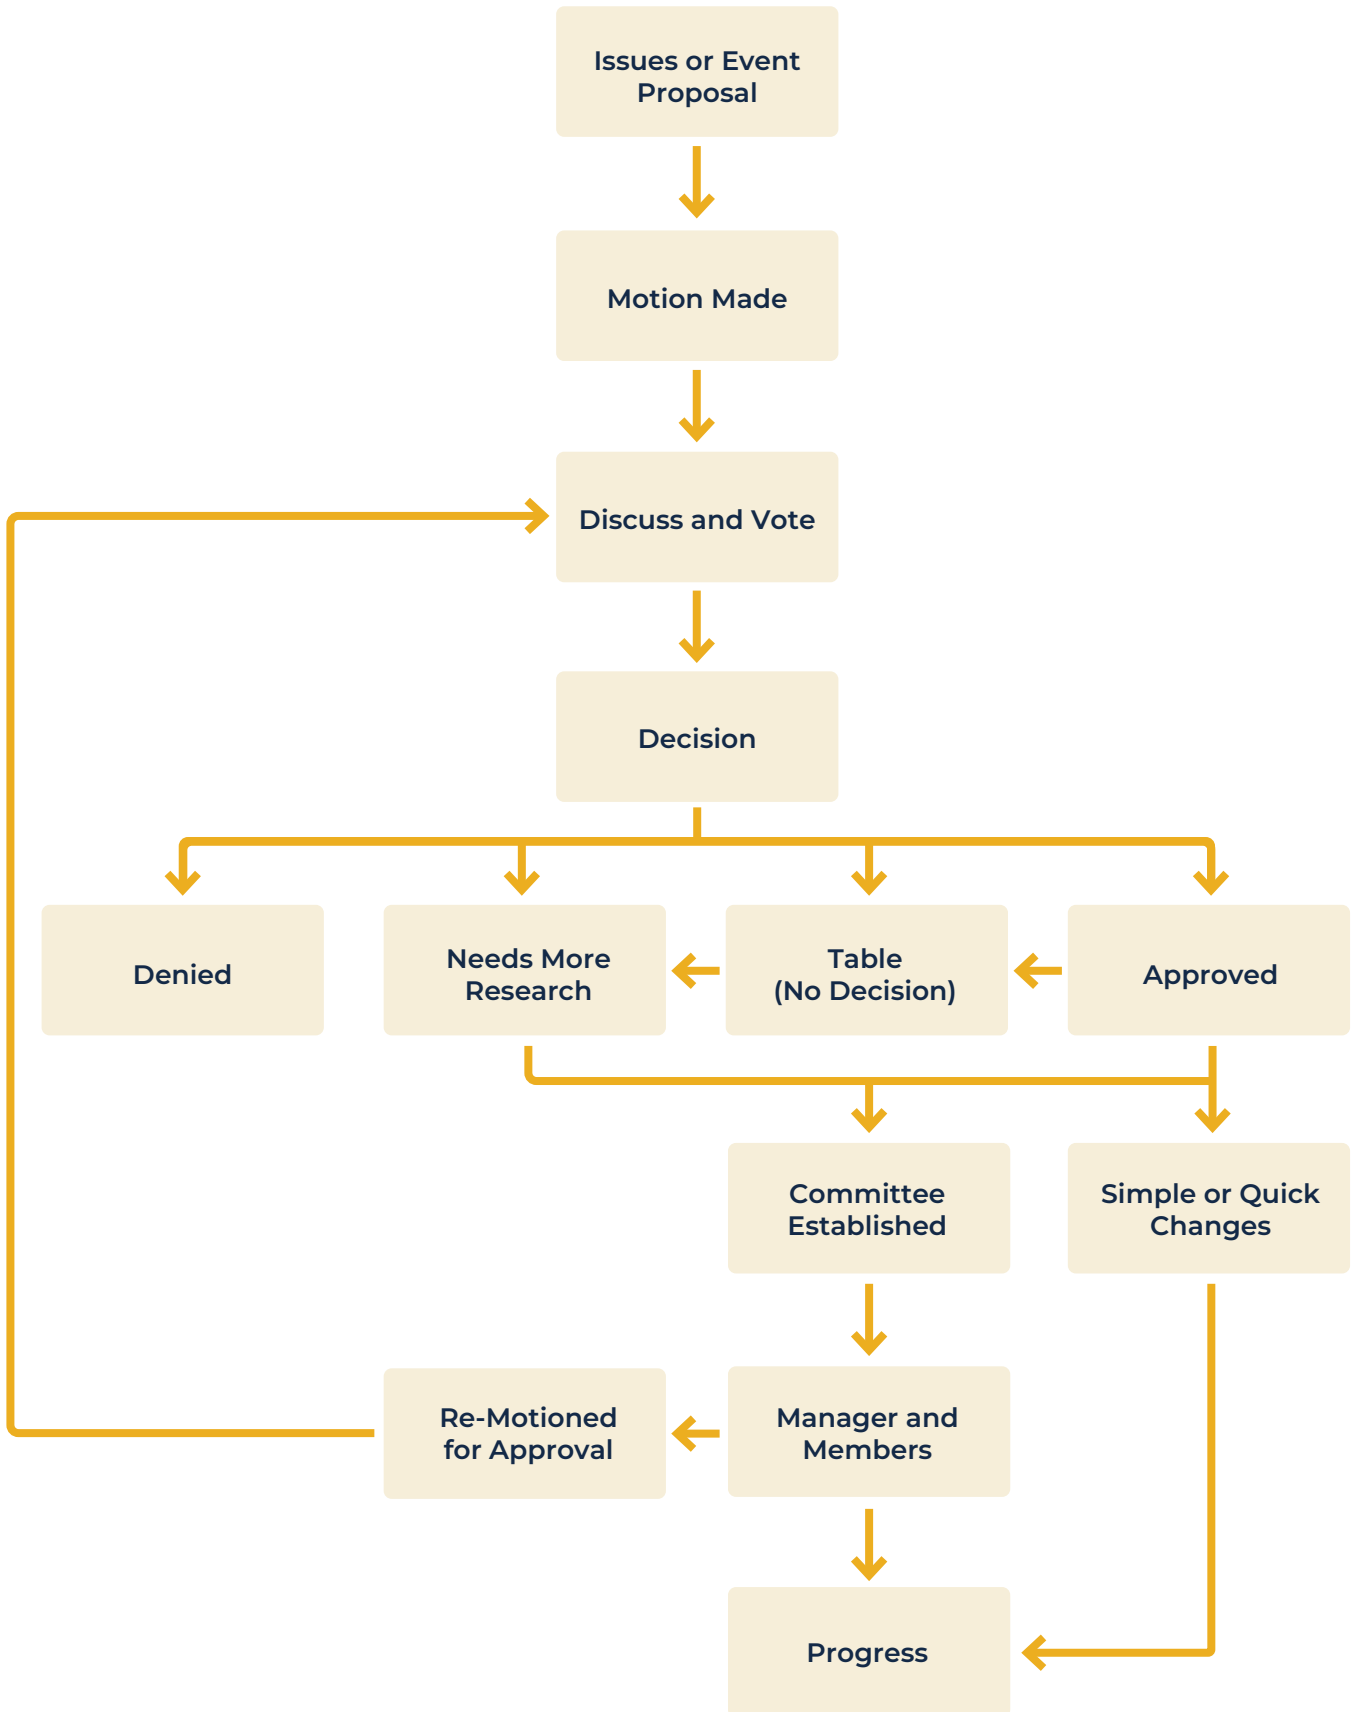 Issues or Event
Proposal
Motion Made
Discuss and Vote
Decision
Denied
Needs More
Research
Table
(No Decision)
Approved
Committee
Established
Simple or Quick
Changes
Re-Motioned
for Approval
Manager and
Members
Progress